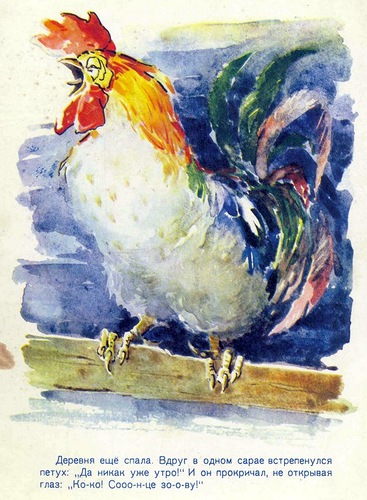 Деревня ещё спала. Вдруг в одном сарае встрепенулся
петух: „Да никак уже утро!“ И он прокричал, не открывая
глаз: „Ко-ко! Сооо-н-це зо-о-ву!“